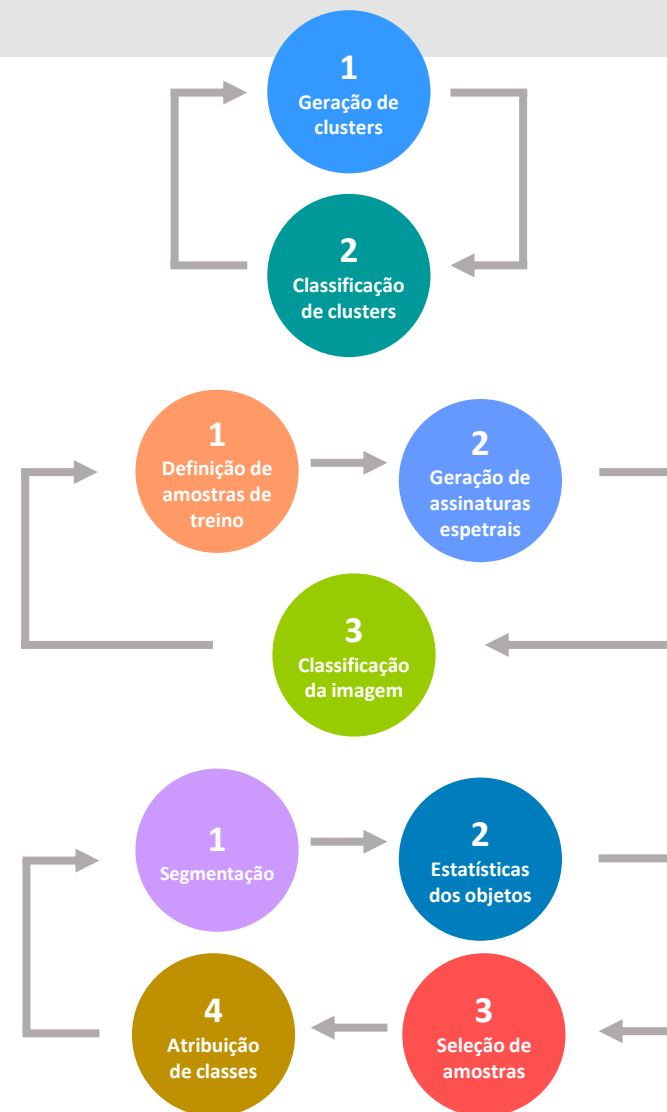 1
Geração de
clusters
2
Classificação
de clusters
1
Definição de
amostras de
treino
2
Geração de
assinaturas
espetrais
3
Classificação
da imagem
1
Segmentação
2
Estatísticas
dos objetos
4
Atribuição
de classes
3
Seleção de
amostras